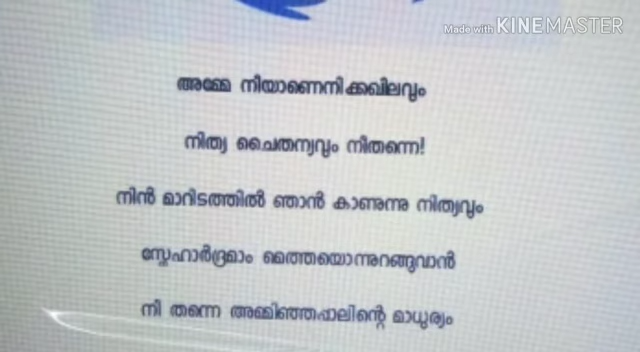 Made with KINEMASTER
അമ്മേ നീയാണെനിക്കഖിലവും
നിത്യ ചൈതന്യവും നീതന്നെ!
നിൻ മാറിടത്തിൽ ഞാൻ കാണുന്നു നിത്യവും
സ്നേഹാർദ്രമാം മെത്തയൊന്നുറങ്ങുവാൻ
നീ തന്നെ അമ്മിഞ്ഞപ്പാലിന്റെ മാധുര്യം